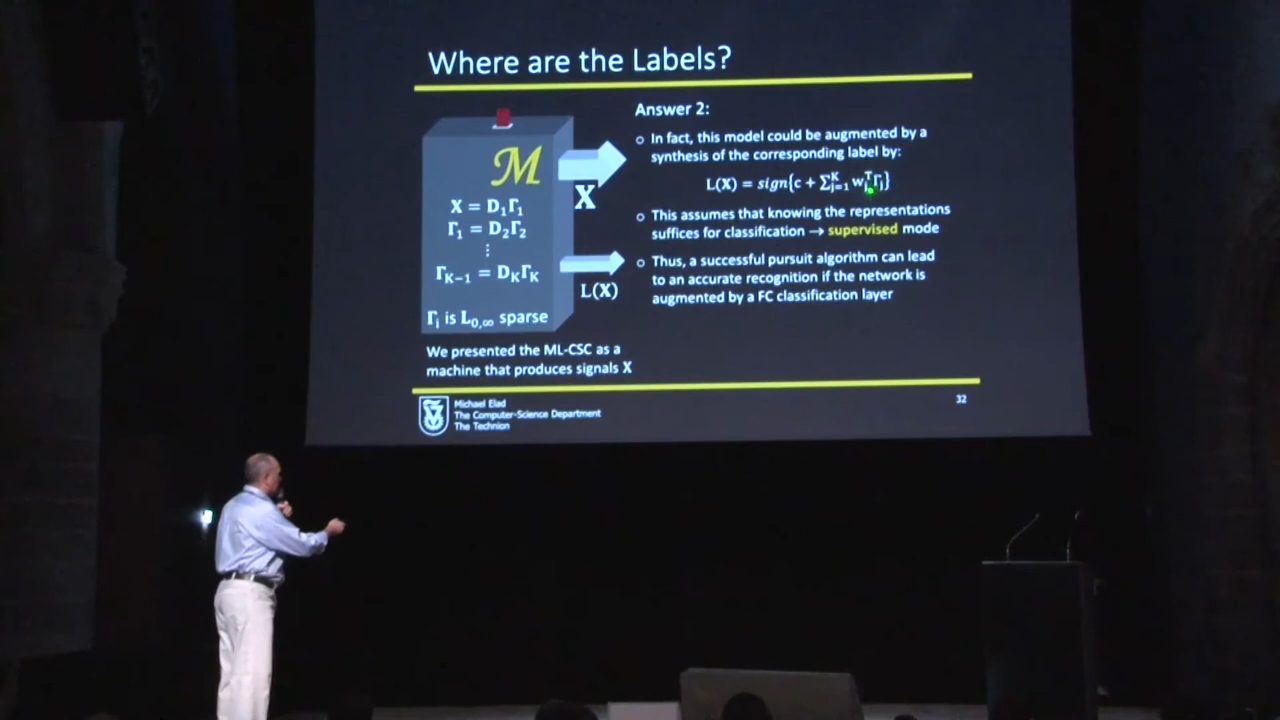 Where are the Labels?
ℳ
X = D₁Γ₁
Γ₁ = D₂Γ₂
⋮
Γ_{K−1} = D_KΓ_K
Γᵢ is L₀,∞ sparse
X
L(X)
We presented the ML-CSC as a
machine that produces signals X
Answer 2:
o In fact, this model could be augmented by a
synthesis of the corresponding label by:
L(X) = sign{c + Σ_{j=1}^{K} w_j^T Γ_j}
o This assumes that knowing the representations
suffices for classification → supervised mode
o Thus, a successful pursuit algorithm can lead
to an accurate recognition if the network is
augmented by a FC classification layer
Michael Elad
The Computer-Science Department
The Technion
32